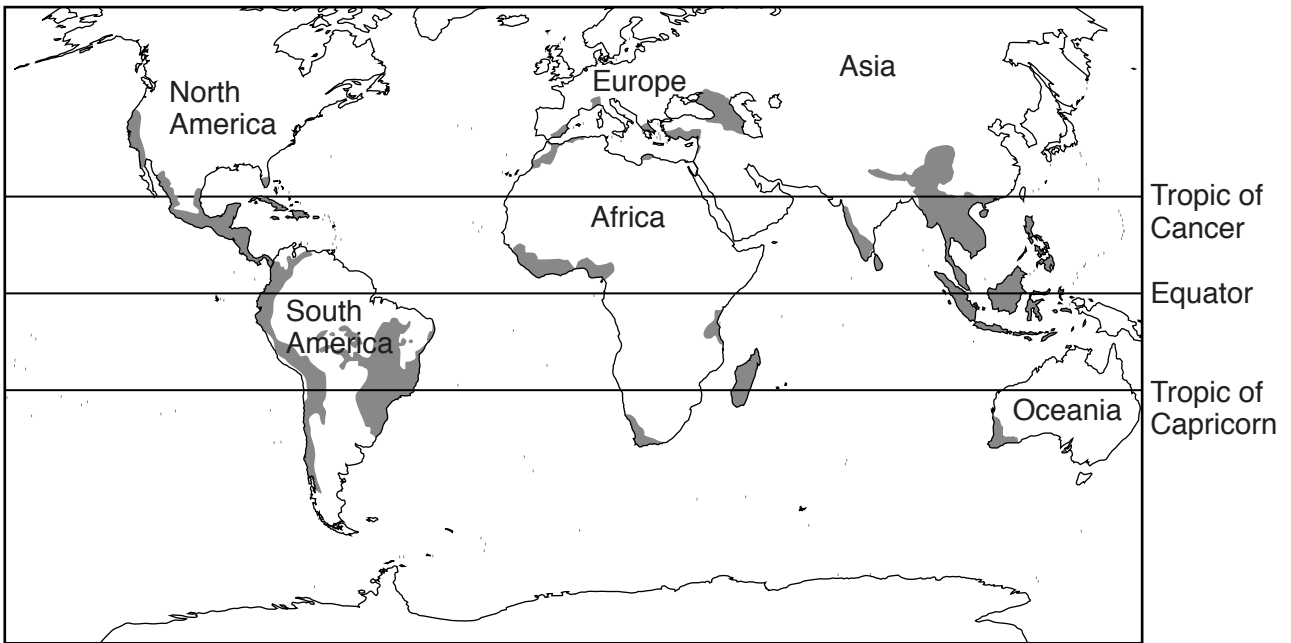 North
America
Europe
Asia
Africa
South
America
Oceania
Tropic of
Cancer
Equator
Tropic of
Capricorn